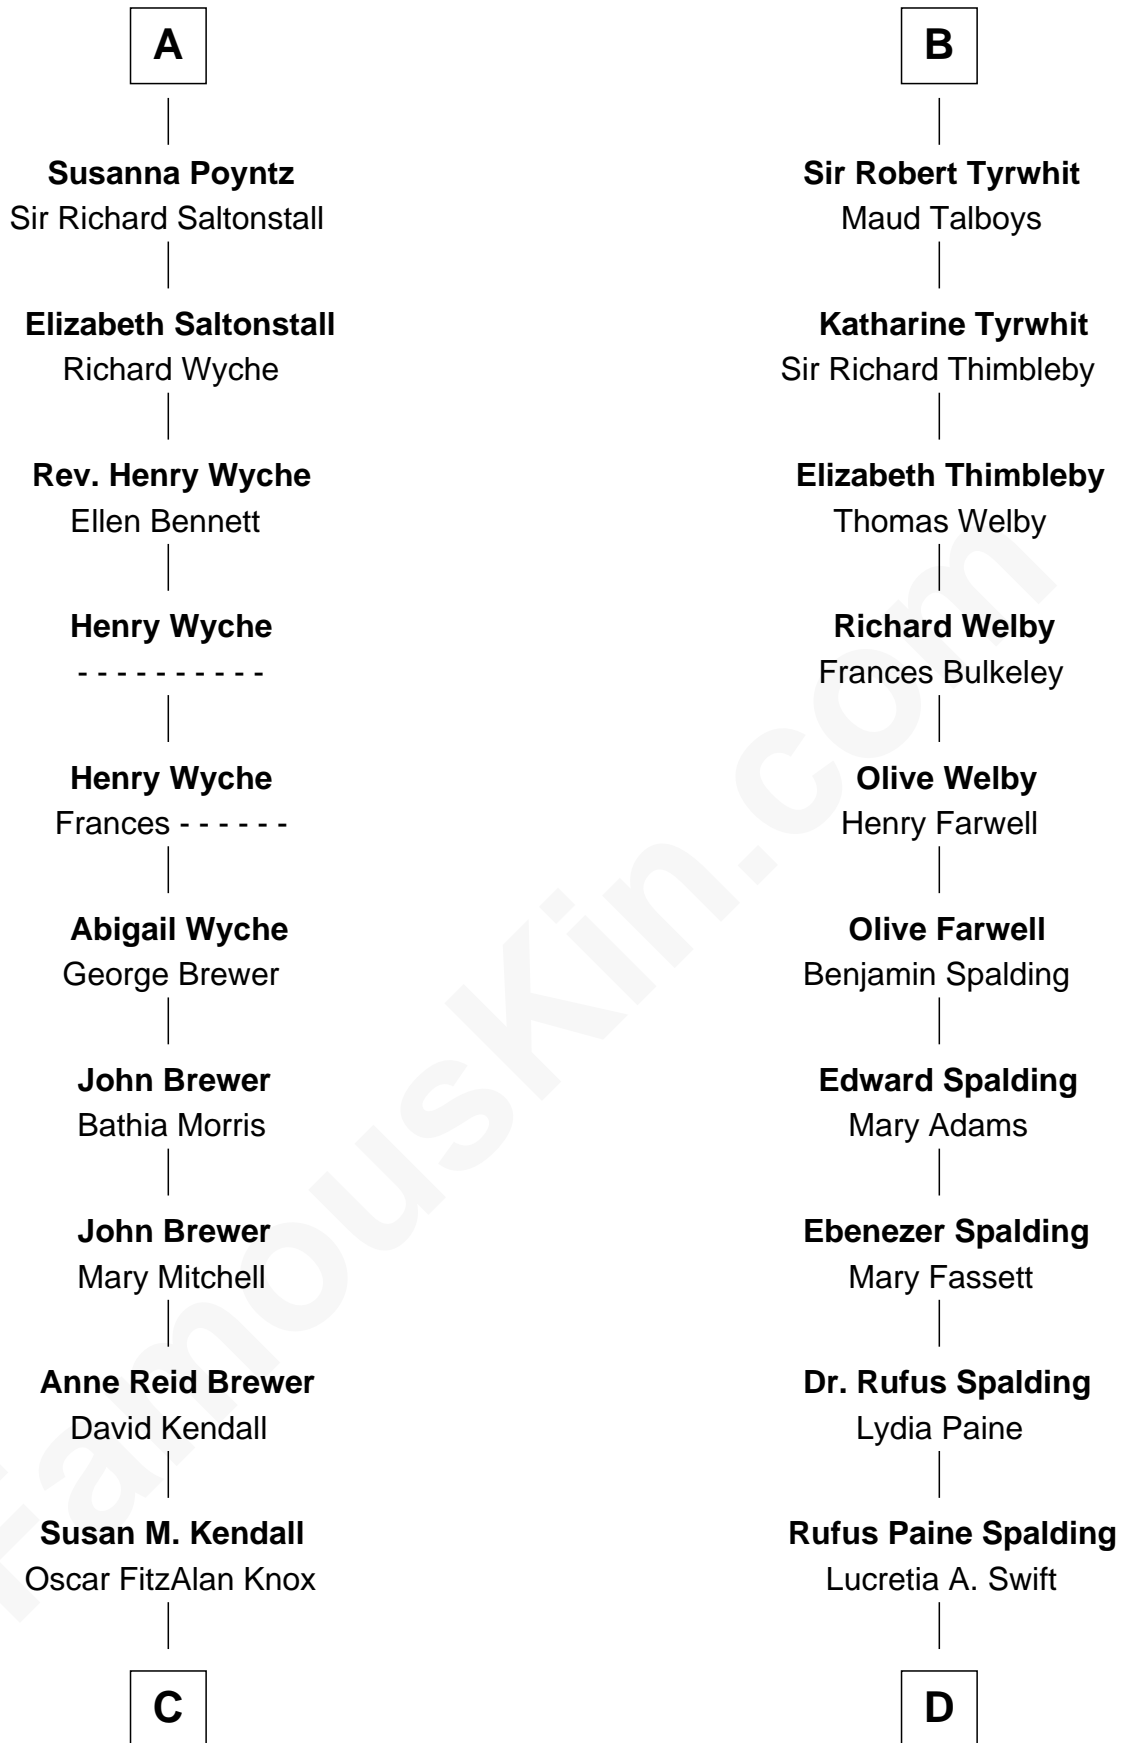 A
Susanna Poyntz
Sir Richard Saltonstall
Elizabeth Saltonstall
Richard Wyche
Rev. Henry Wyche
Ellen Bennett
Henry Wyche
- - - - - - - - - -
Henry Wyche
Frances - - - - - -
Abigail Wyche
George Brewer
John Brewer
Bathia Morris
John Brewer
Mary Mitchell
Anne Reid Brewer
David Kendall
Susan M. Kendall
Oscar FitzAlan Knox
C
B
Sir Robert Tyrwhit
Maud Talboys
Katharine Tyrwhit
Sir Richard Thimbleby
Elizabeth Thimbleby
Thomas Welby
Richard Welby
Frances Bulkeley
Olive Welby
Henry Farwell
Olive Farwell
Benjamin Spalding
Edward Spalding
Mary Adams
Ebenezer Spalding
Mary Fassett
Dr. Rufus Spalding
Lydia Paine
Rufus Paine Spalding
Lucretia A. Swift
D
FamousKin.com